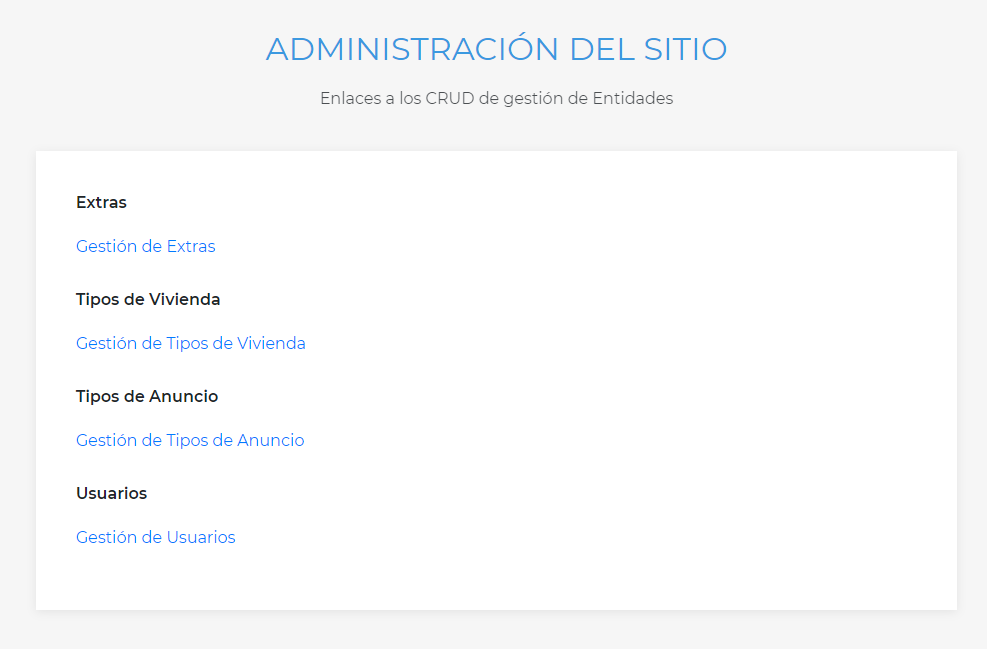 ADMINISTRACIÓN DEL SITIO
Enlaces a los CRUD de gestión de Entidades
Extras
Gestión de Extras
Tipos de Vivienda
Gestión de Tipos de Vivienda
Tipos de Anuncio
Gestión de Tipos de Anuncio
Usuarios
Gestión de Usuarios